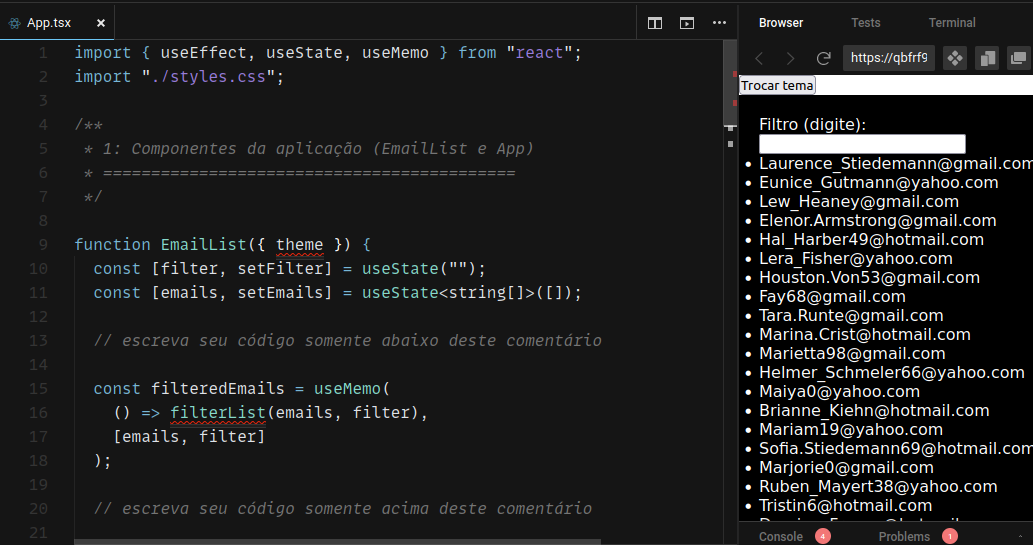 App.tsx ×
1 import { useEffect, useState, useMemo } from "react";
2 import "./styles.css";
3
4 /**
5 * 1: Componentes da aplicação (EmailList e App)
6 * ===========================================
7 */
8
9 function EmailList({ theme }) {
10 const [filter, setFilter] = useState("");
11 const [emails, setEmails] = useState<string[]>([]);
12
13 // escreva seu código somente abaixo deste comentário
14
15 const filteredEmails = useMemo(
16 () => filterList(emails, filter),
17 [emails, filter]
18 );
19
20 // escreva seu código somente acima deste comentário
21
Browser Tests Terminal
https://qbfrf9
Trocar tema
Filtro (digite):
• Laurence_Stiedemann@gmail.com
• Eunice_Gutmann@yahoo.com
• Lew_Heaney@gmail.com
• Elenor.Armstrong@gmail.com
• Hal_Harber49@hotmail.com
• Lera_Fisher@yahoo.com
• Houston.Von53@gmail.com
• Fay68@gmail.com
• Tara.Runte@gmail.com
• Marina.Crist@hotmail.com
• Marietta98@gmail.com
• Helmer_Schmeler66@yahoo.com
• Maiya0@yahoo.com
• Brianne_Kiehn@hotmail.com
• Mariam19@yahoo.com
• Sofia.Stiedemann69@hotmail.com
• Marjorie0@gmail.com
• Ruben_Mayert38@yahoo.com
• Tristin6@hotmail.com
Console 4 Problems 1